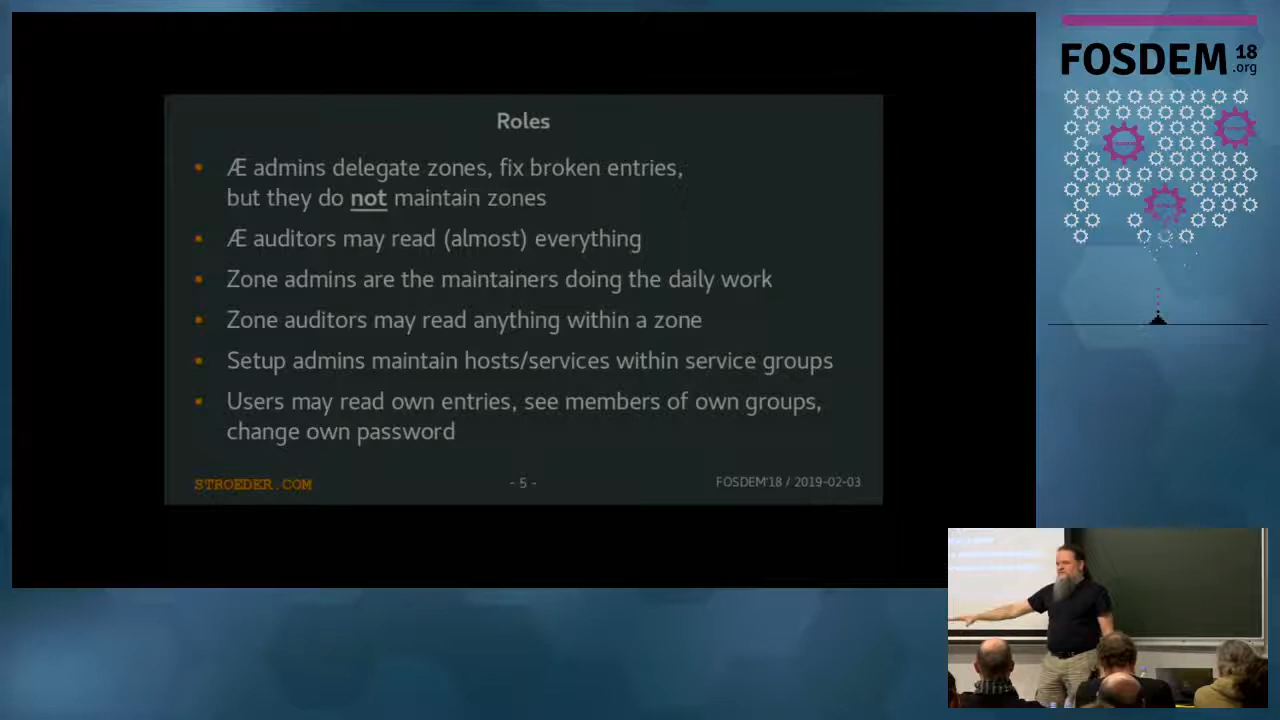 Roles
Æ admins delegate zones, fix broken entries,
but they do not maintain zones
Æ auditors may read (almost) everything
Zone admins are the maintainers doing the daily work
Zone auditors may read anything within a zone
Setup admins maintain hosts/services within service groups
Users may read own entries, see members of own groups,
change own password
STROEDER.COM
- 5 -
FOSDEM'18 / 2019-02-03
FOSDEM 18
.org